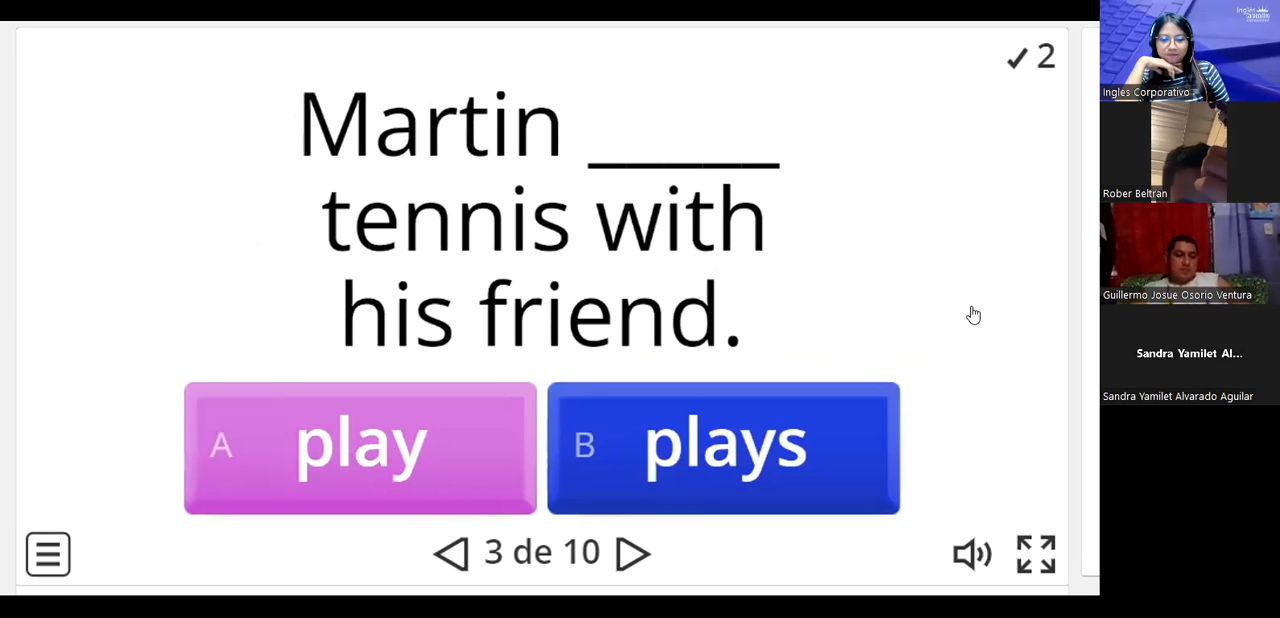 ✓ 2
Martin _____
tennis with
his friend.
A play
B plays
3 de 10
Ingles Corporativo
Rober Beltran
Guillermo Josue Osorio Ventura
Sandra Yamilet Al...
Sandra Yamilet Alvarado Aguilar